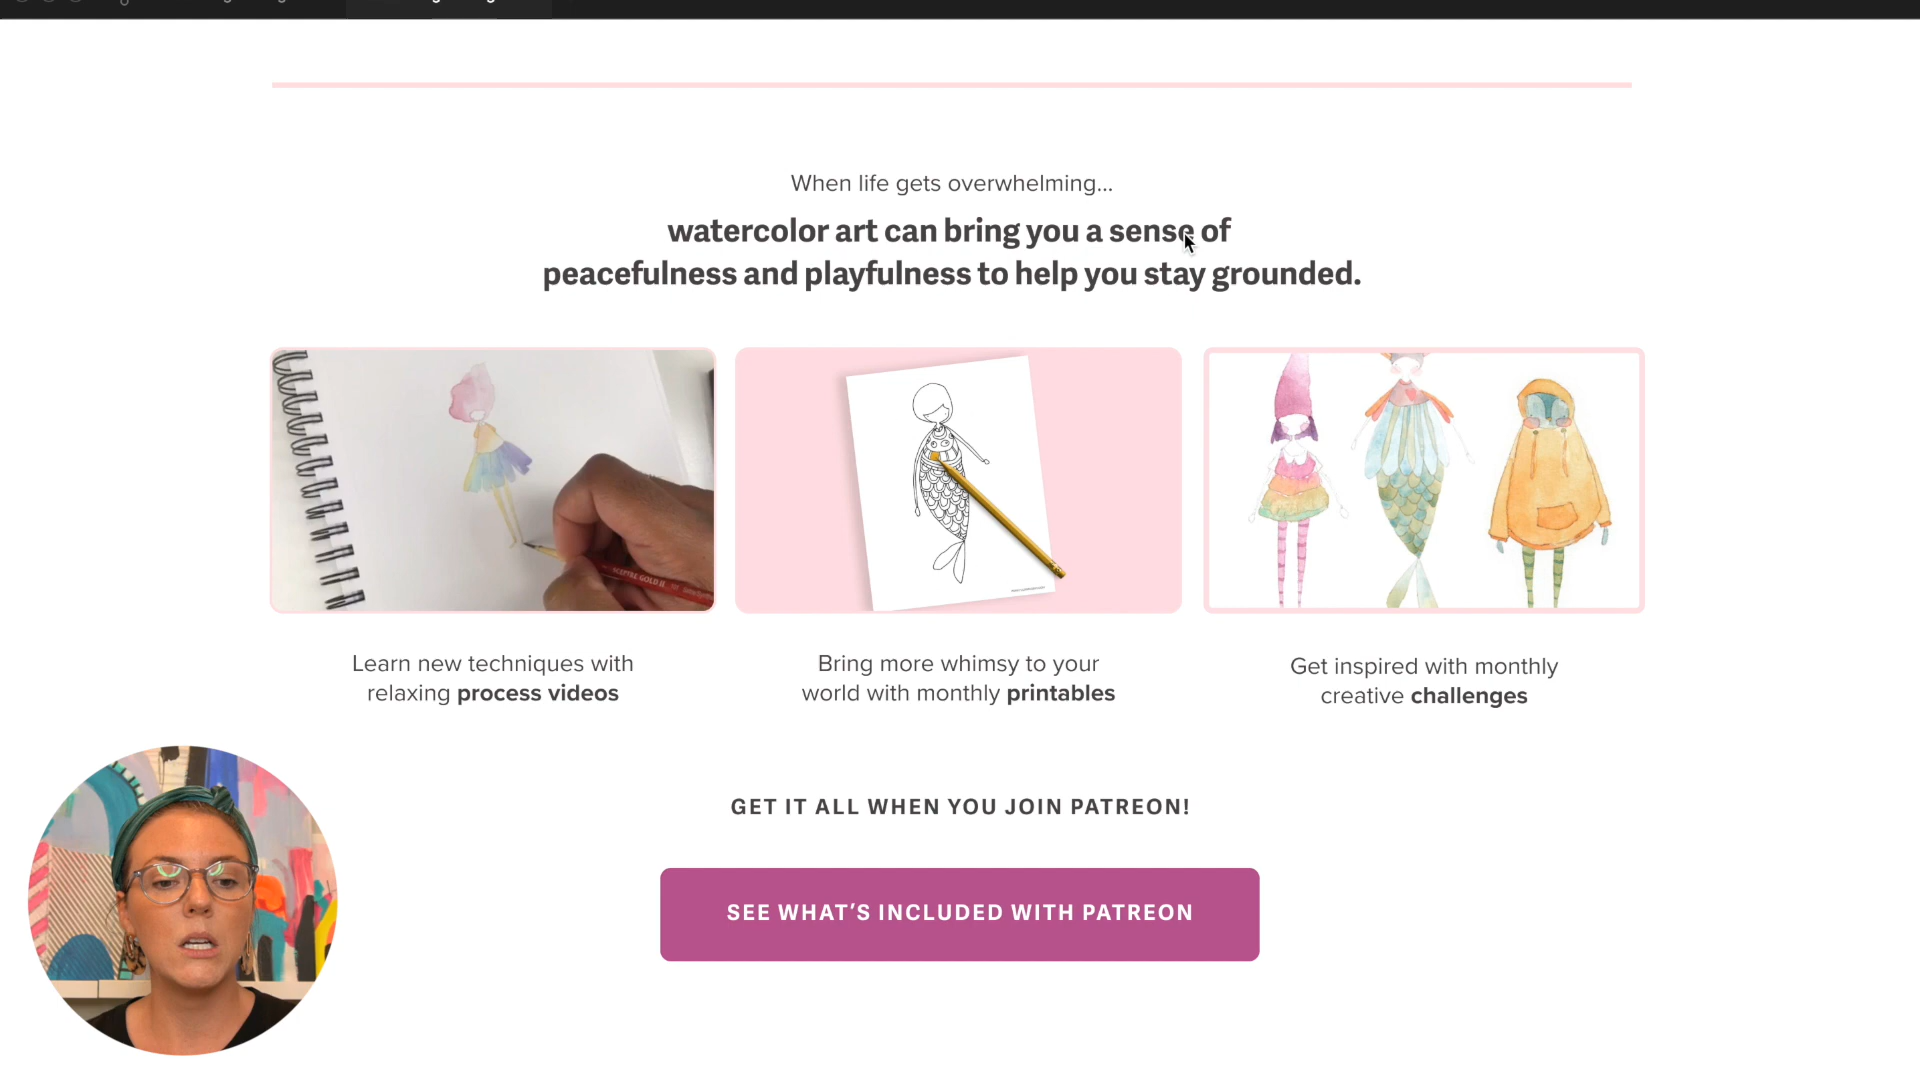 When life gets overwhelming...
watercolor art can bring you a sense of
peacefulness and playfulness to help you stay grounded.
Learn new techniques with
relaxing process videos
Bring more whimsy to your
world with monthly printables
Get inspired with monthly
creative challenges
GET IT ALL WHEN YOU JOIN PATREON!
SEE WHAT'S INCLUDED WITH PATREON